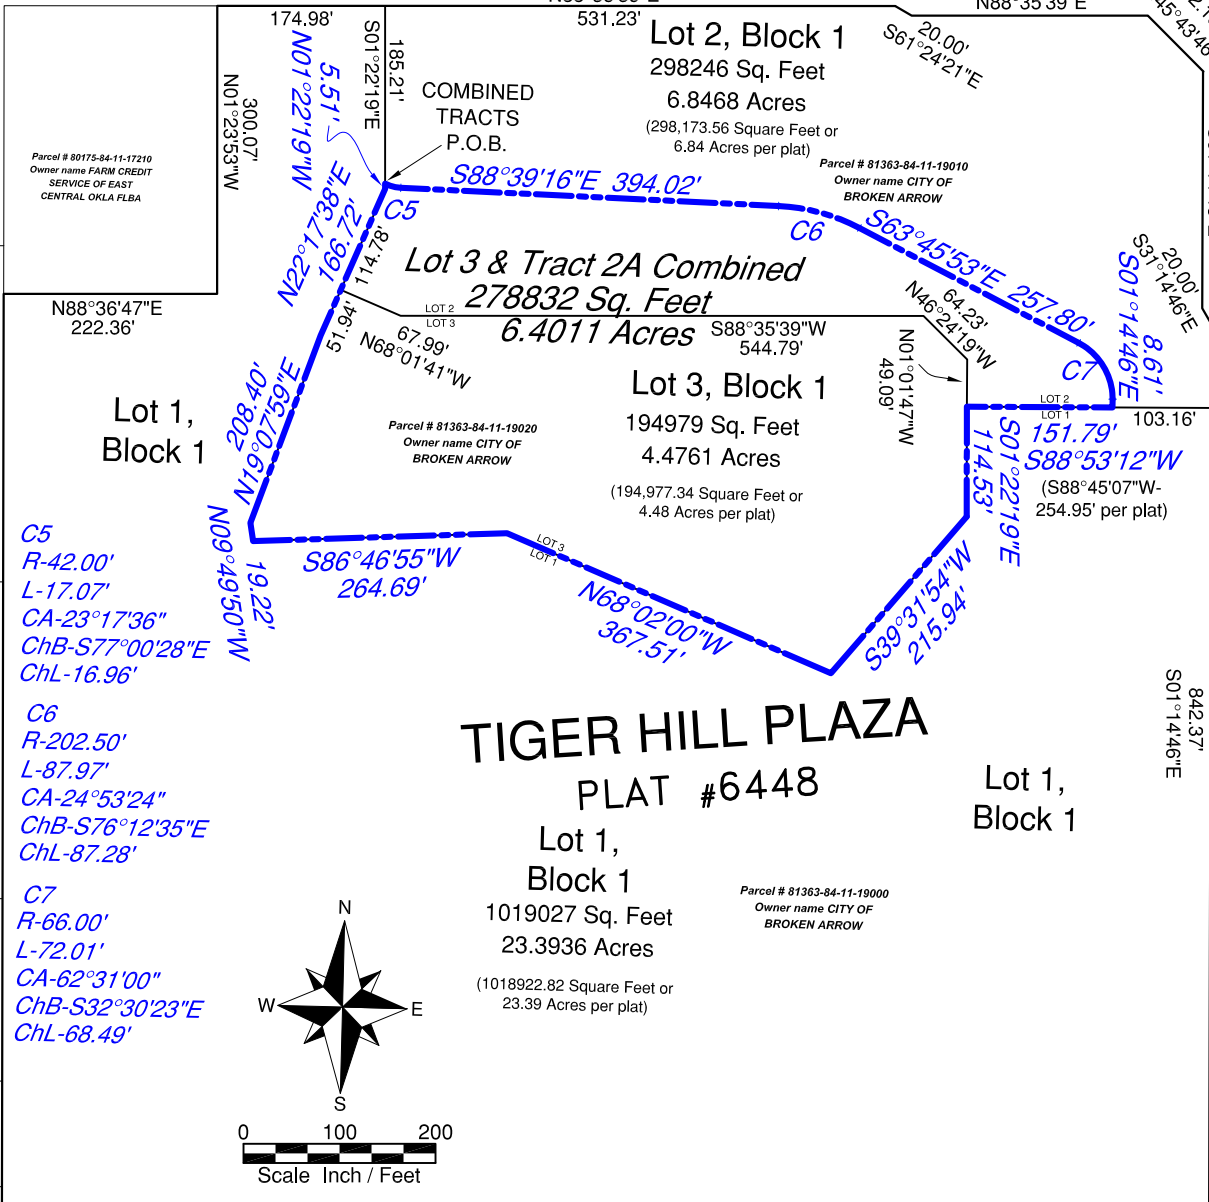 174.98'
531.23'
N88°35'39"E
20.00'
S61°24'21"E
S01°22'19"E
185.21'
5.51'
N01°22'19"W
300.07'
N01°23'53"W
COMBINED
TRACTS
P.O.B.
Lot 2, Block 1
298246 Sq. Feet
6.8468 Acres
(298,173.56 Square Feet or
6.84 Acres per plat)
Parcel # 80175-84-11-17210
Owner name FARM CREDIT
SERVICE OF EAST
CENTRAL OKLA FLBA
Parcel # 81363-84-11-19010
Owner name CITY OF
BROKEN ARROW
S88°39'16"E 394.02'
C5
C6
S63°45'53"E 257.80'
N22°17'38"E
166.72'
114.78'
Lot 3 & Tract 2A Combined
278832 Sq. Feet
6.4011 Acres
20.00'
S31°14'46"E
8.61'
S01°14'46"E
64.23'
N46°24'19"W
N88°36'47"E
222.36'
LOT 2
LOT 3
51.94'
67.99'
N68°01'41"W
S88°35'39"W
544.79'
N01°01'47"W
49.09'
C7
Lot 3, Block 1
194979 Sq. Feet
4.4761 Acres
(194,977.34 Square Feet or
4.48 Acres per plat)
LOT 2
LOT 1
103.16'
151.79'
S88°53'12"W
(S88°45'07"W-
254.95' per plat)
Lot 1,
Block 1
208.40'
N19°07'59"E
Parcel # 81363-84-11-19020
Owner name CITY OF
BROKEN ARROW
S01°22'19"E
114.53'
19.22'
N09°49'50"W
S86°46'55"W
264.69'
LOT 3
LOT 1
N68°02'00"W
367.51'
S39°31'54"W
215.94'
C5
R-42.00'
L-17.07'
CA-23°17'36"
ChB-S77°00'28"E
ChL-16.96'
C6
R-202.50'
L-87.97'
CA-24°53'24"
ChB-S76°12'35"E
ChL-87.28'
C7
R-66.00'
L-72.01'
CA-62°31'00"
ChB-S32°30'23"E
ChL-68.49'
TIGER HILL PLAZA
PLAT #6448
842.37'
S01°14'46"E
Lot 1,
Block 1
Lot 1,
Block 1
1019027 Sq. Feet
23.3936 Acres
(1018922.82 Square Feet or
23.39 Acres per plat)
Parcel # 81363-84-11-19000
Owner name CITY OF
BROKEN ARROW
N
W
E
S
0 100 200
Scale Inch / Feet